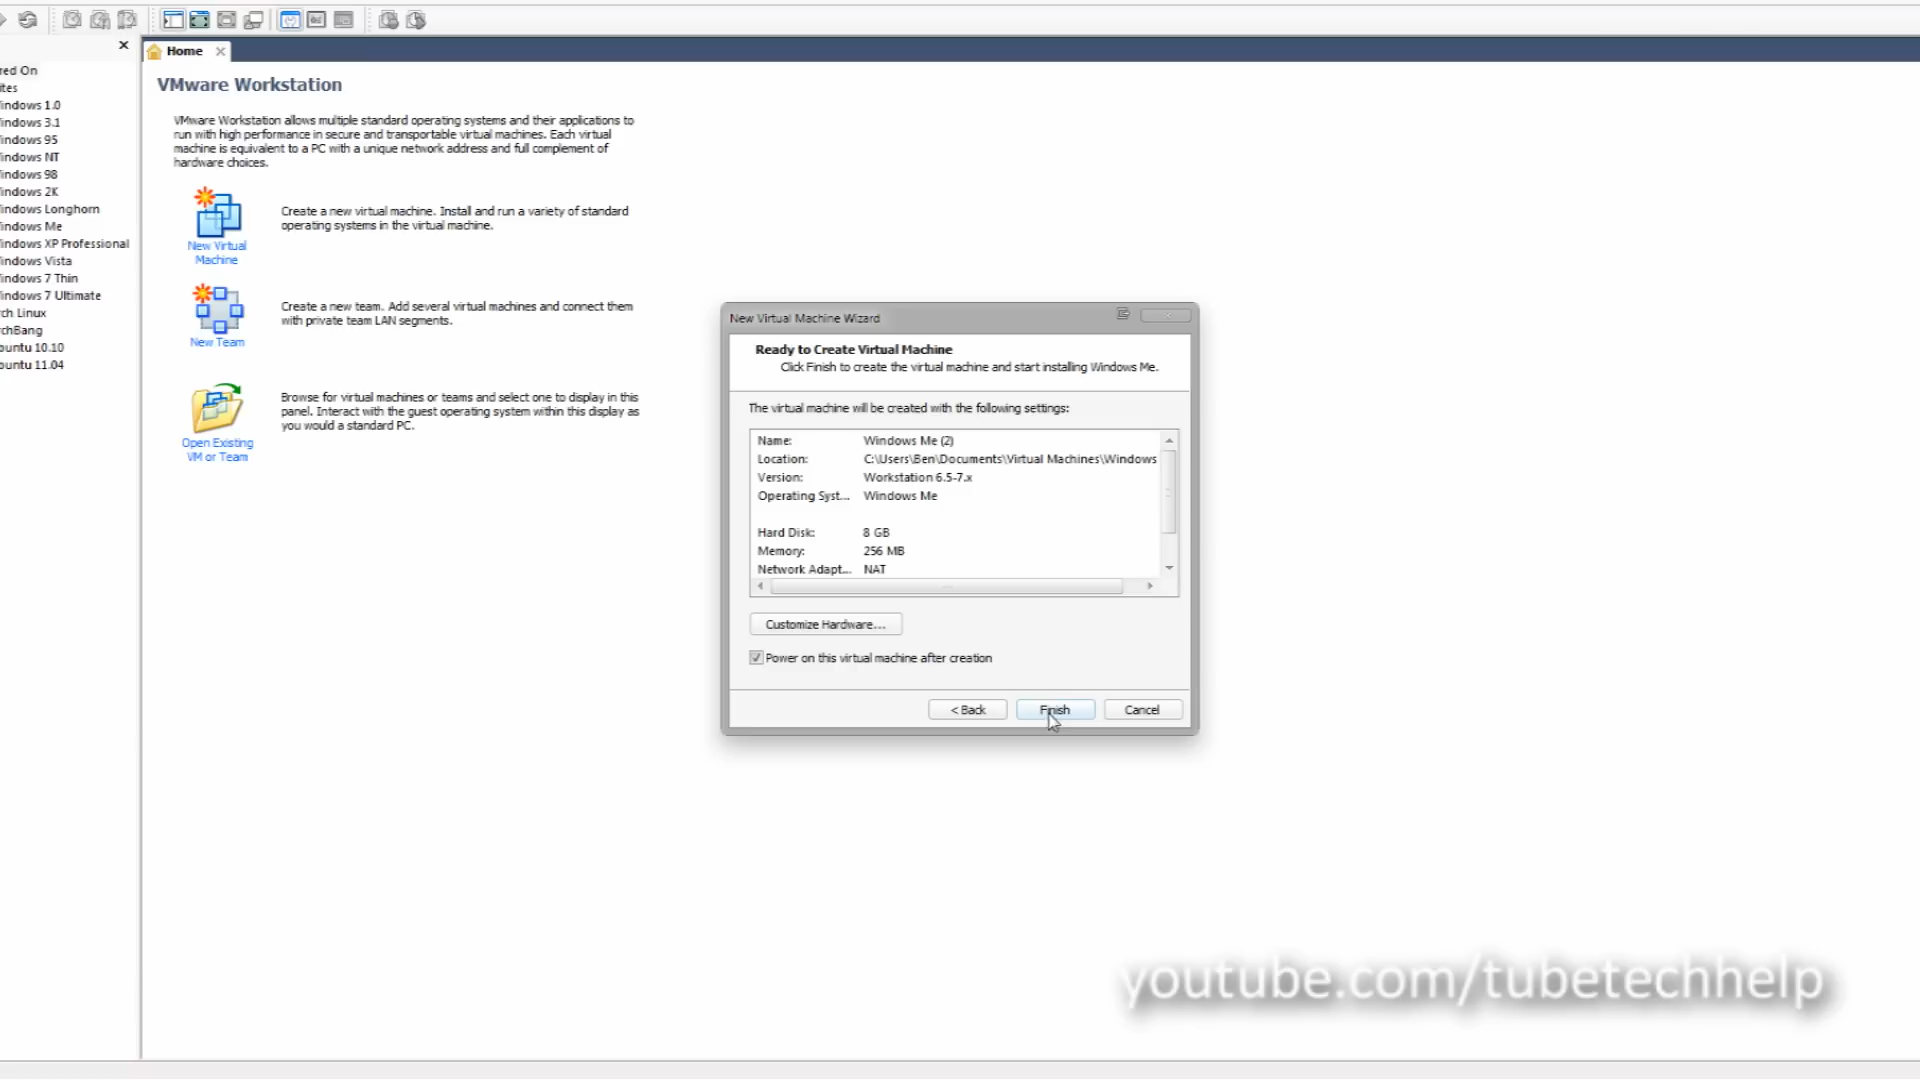 Home
red On
ites
indows 1.0
indows 3.1
indows 95
indows NT
indows 98
indows 2K
indows Longhorn
indows Me
indows XP Professional
indows Vista
indows 7 Thin
indows 7 Ultimate
rch Linux
rchBang
buntu 10.10
buntu 11.04
VMware Workstation
VMware Workstation allows multiple standard operating systems and their applications to
run with high performance in secure and transportable virtual machines. Each virtual
machine is equivalent to a PC with a unique network address and full complement of
hardware choices.
New Virtual
Machine
Create a new virtual machine. Install and run a variety of standard
operating systems in the virtual machine.
New Team
Create a new team. Add several virtual machines and connect them
with private team LAN segments.
Open Existing
VM or Team
Browse for virtual machines or teams and select one to display in this
panel. Interact with the guest operating system within this display as
you would a standard PC.
New Virtual Machine Wizard
Ready to Create Virtual Machine
Click Finish to create the virtual machine and start installing Windows Me.
The virtual machine will be created with the following settings:
Name: Windows Me (2)
Location: C:\Users\Ben\Documents\Virtual Machines\Windows
Version: Workstation 6.5-7.x
Operating Syst... Windows Me
Hard Disk: 8 GB
Memory: 256 MB
Network Adapt... NAT
Customize Hardware...
Power on this virtual machine after creation
< Back Finish Cancel
youtube.com/tubetechhelp